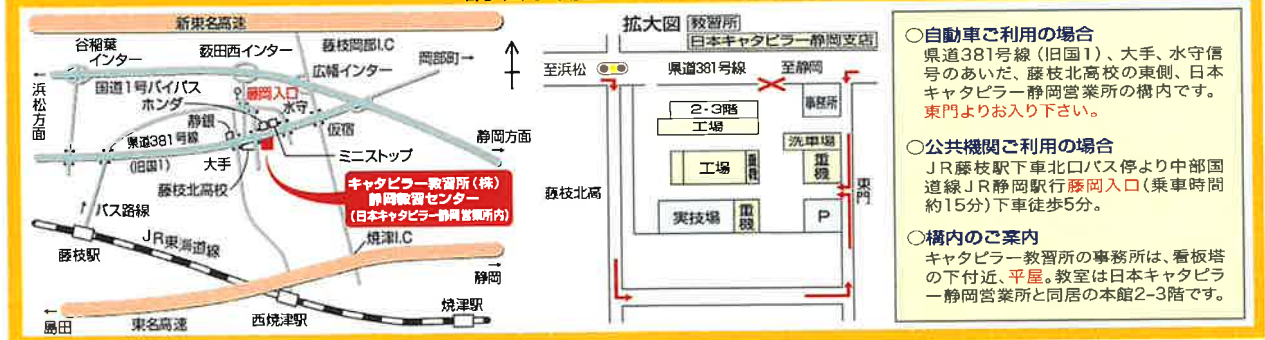 新東名高速
谷稲葉
インター
薮田西インター
藤枝岡部I.C
岡部町→
広幡インター
←
浜松方面
国道1号バイパス
藤岡入口
ホンダ
水守
静銀
仮宿
県道381号線
(旧国1)
大手
ミニストップ
静岡方面
→
藤枝北高校
キャタピラー教習所(株)
静岡教習センター
(日本キャタピラー静岡営業所内)
バス路線
藤枝駅
JR東海道線
焼津I.C
→
静岡
←
島田
東名高速
西焼津駅
焼津駅
拡大図
教習所
日本キャタピラー静岡支店
至浜松
県道381号線
至静岡
2-3階
工場
事務所
洗車場
工場
重機
重機
藤枝北高
東門
実技場
重機
P
○自動車ご利用の場合
県道381号線(旧国1)、大手、水守信
号のあいだ、藤枝北高校の東側、日本
キャタピラー静岡営業所の構内です。
東門よりお入り下さい。
○公共機関ご利用の場合
JR藤枝駅下車北口バス停より中部国
道線JR静岡駅行藤岡入口(乗車時間
約15分)下車徒歩5分。
○構内のご案内
キャタピラー教習所の事務所は、看板塔
の下付近、平屋。教室は日本キャタピラ
ー静岡営業所と同居の本館2-3階です。